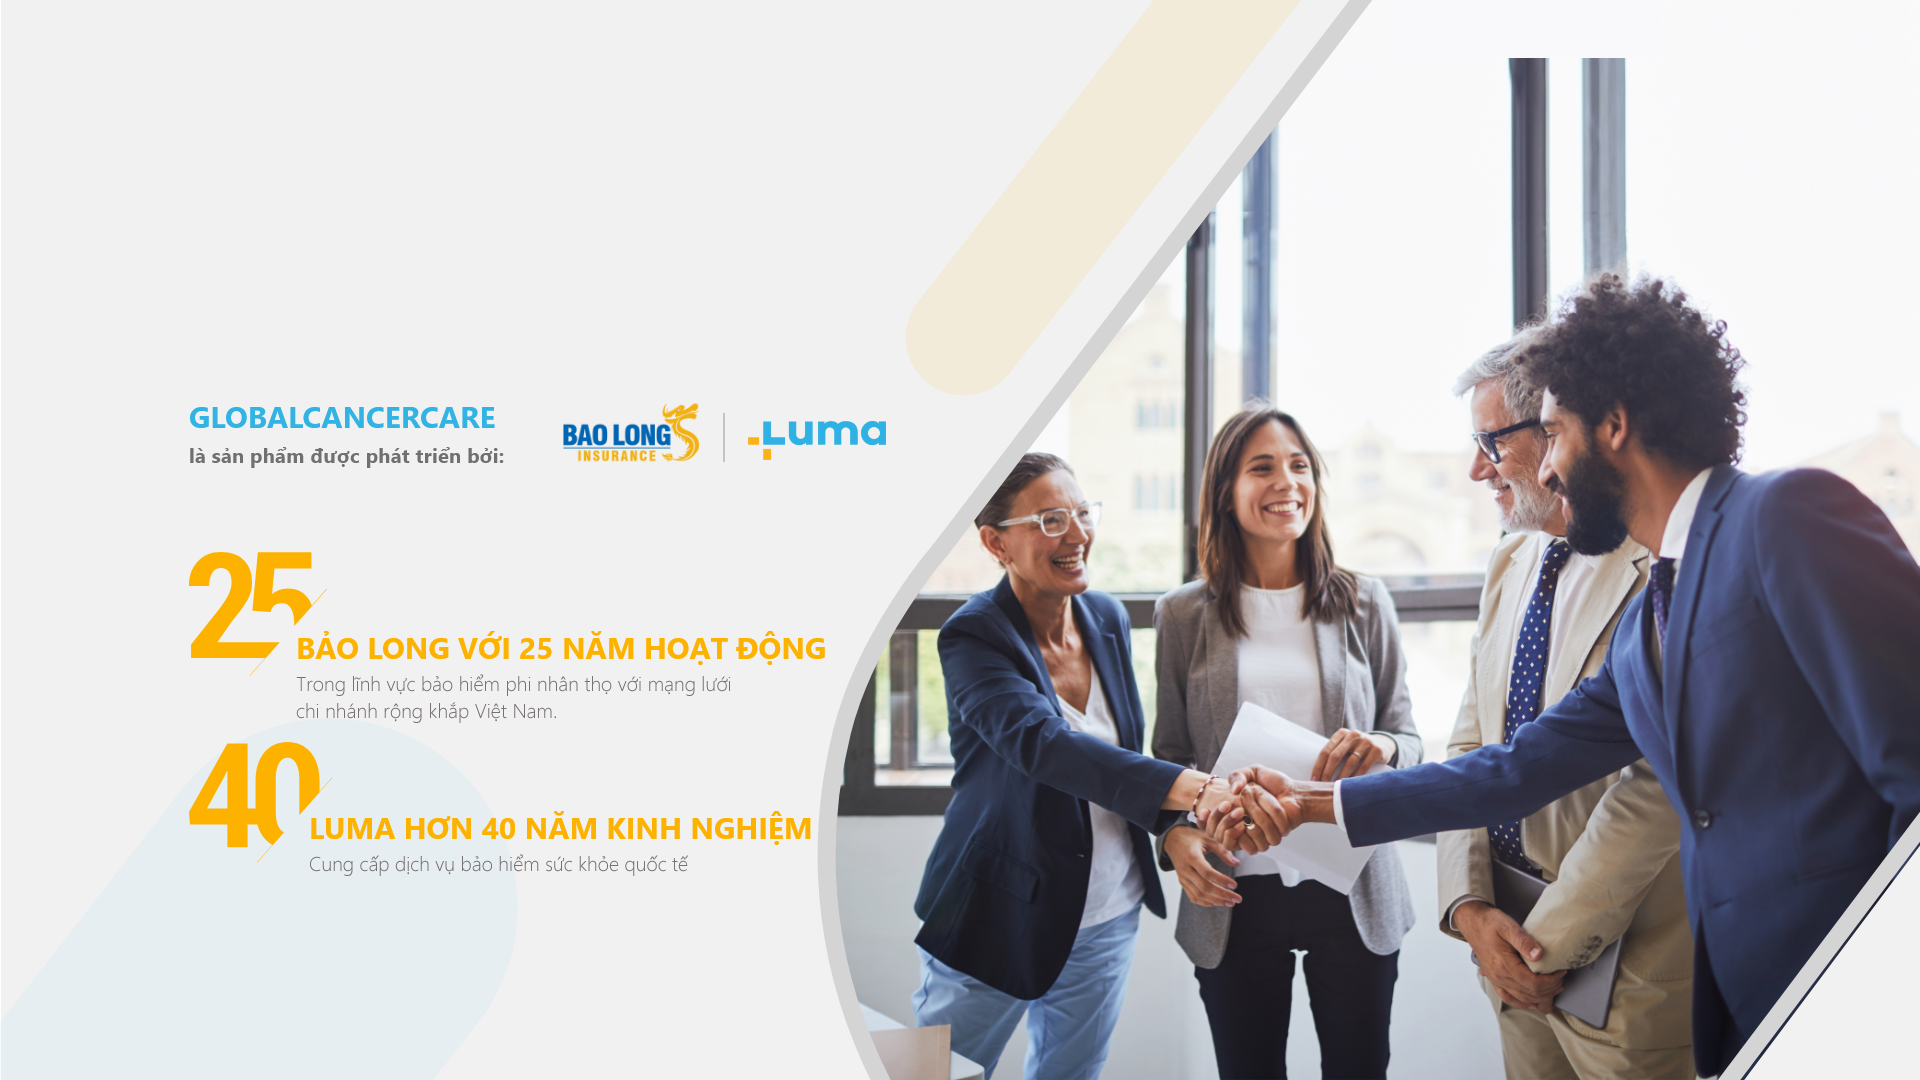 GLOBALCANCERCARE
là sản phẩm được phát triển bởi:
BAO LONG
INSURANCE
Luma
25
BẢO LONG VỚI 25 NĂM HOẠT ĐỘNG
Trong lĩnh vực bảo hiểm phi nhân thọ với mạng lưới
chi nhánh rộng khắp Việt Nam.
40
LUMA HƠN 40 NĂM KINH NGHIỆM
Cung cấp dịch vụ bảo hiểm sức khỏe quốc tế